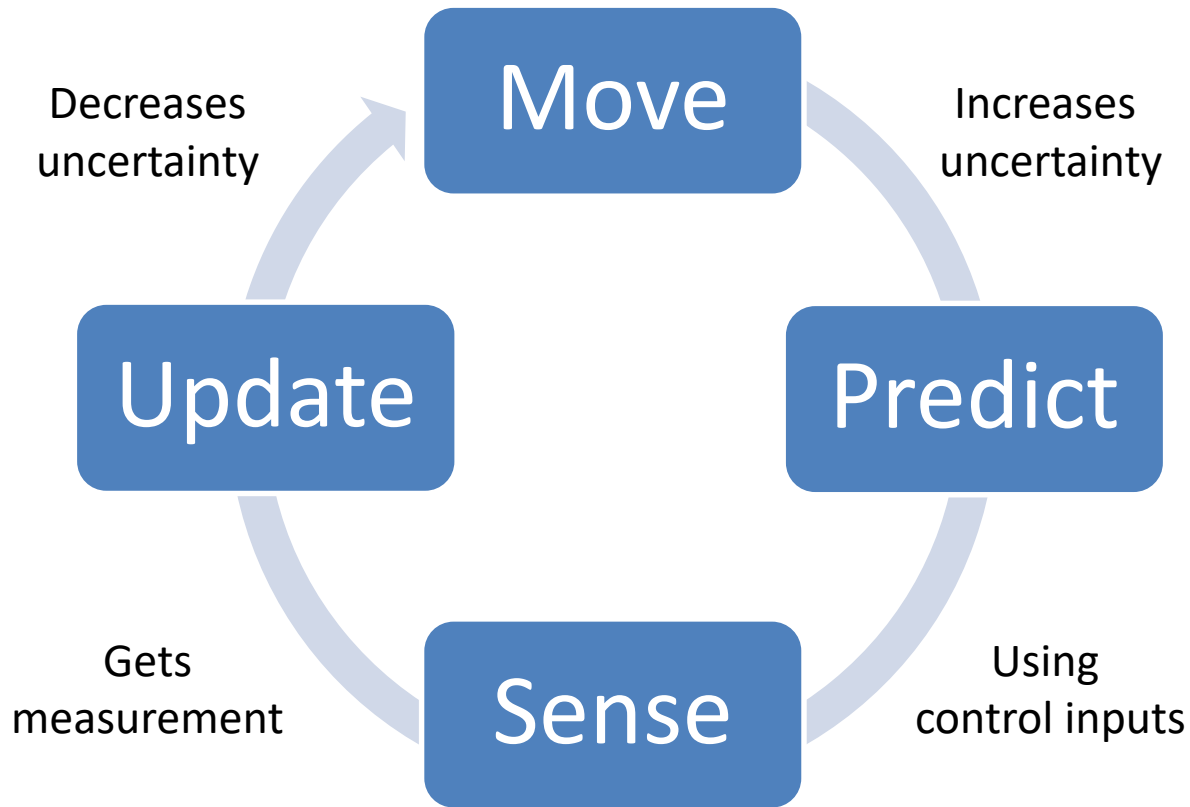 Move
Increases
uncertainty
Predict
Using
control inputs
Sense
Gets
measurement
Update
Decreases
uncertainty